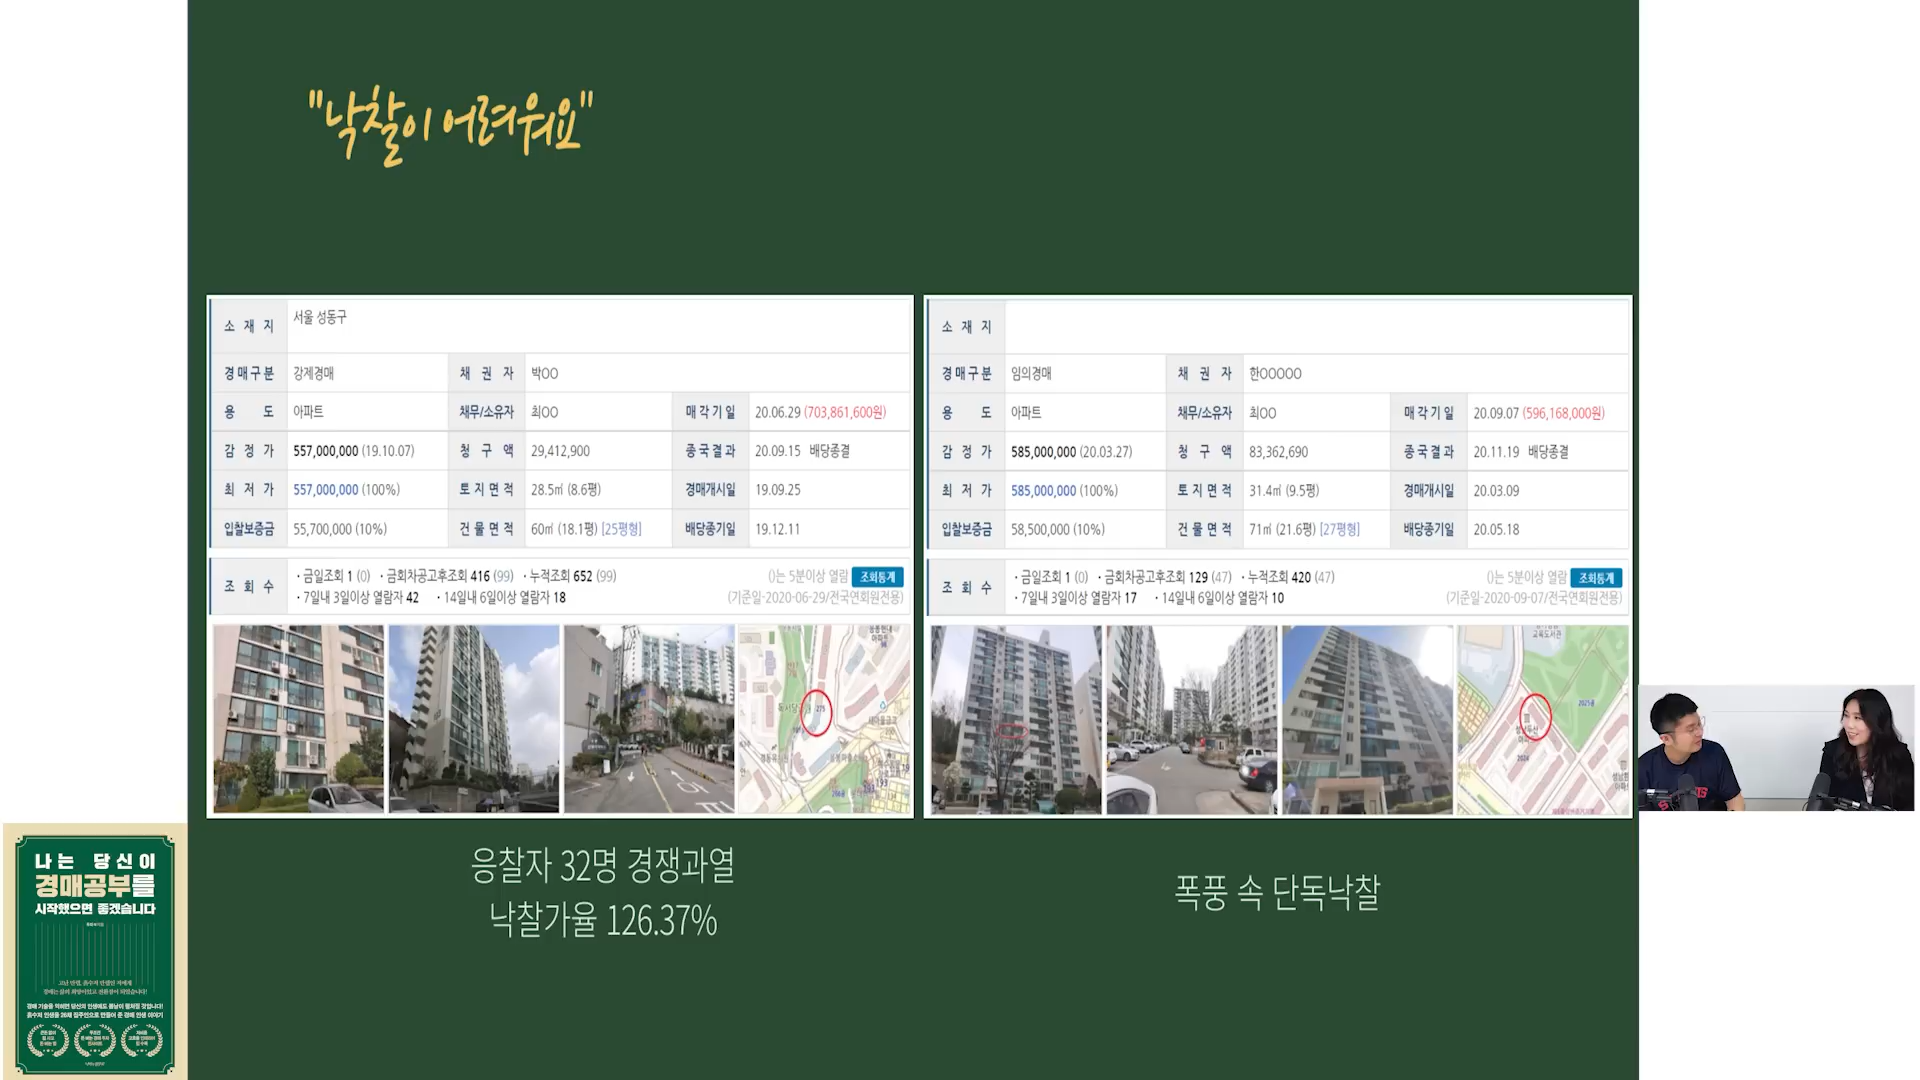 "낙찰이 어려워요"
소 재 지 서울 성동구
경매구분 강제경매 채 권 자 박OO
용 도 아파트 채무/소유자 최OO 매각기일 20.06.29 (703,861,600원)
감 정 가 557,000,000 (19.10.07) 청 구 액 29,412,900 종국결과 20.09.15 배당종결
최 저 가 557,000,000 (100%) 토지면적 28.5㎡ (8.6평) 경매개시일 19.09.25
입찰보증금 55,700,000 (10%) 건물면적 60㎡ (18.1평) [25평형] 배당종기일 19.12.11
조 회 수 ·금일조회 1 (0) ·금회차공고후조회 416 (99) ·누적조회 652 (99) ()는 5분이상 열람 조회통계
·7일내 3일이상 열람자 42 ·14일내 6일이상 열람자 18 (기준일-2020-06-29/전국연회원전용)
소 재 지
경매구분 임의경매 채 권 자 한OOOOO
용 도 아파트 채무/소유자 최OO 매각기일 20.09.07 (596,168,000원)
감 정 가 585,000,000 (20.03.27) 청 구 액 83,362,690 종국결과 20.11.19 배당종결
최 저 가 585,000,000 (100%) 토지면적 31.4㎡ (9.5평) 경매개시일 20.03.09
입찰보증금 58,500,000 (10%) 건물면적 71㎡ (21.6평) [27평형] 배당종기일 20.05.18
조 회 수 ·금일조회 1 (0) ·금회차공고후조회 129 (47) ·누적조회 420 (47) ()는 5분이상 열람 조회통계
·7일내 3일이상 열람자 17 ·14일내 6일이상 열람자 10 (기준일-2020-09-07/전국연회원전용)
응찰자 32명 경쟁과열
낙찰가율 126.37%
폭풍 속 단독낙찰
나는 당신이
경매공부를
시작했으면 좋겠습니다